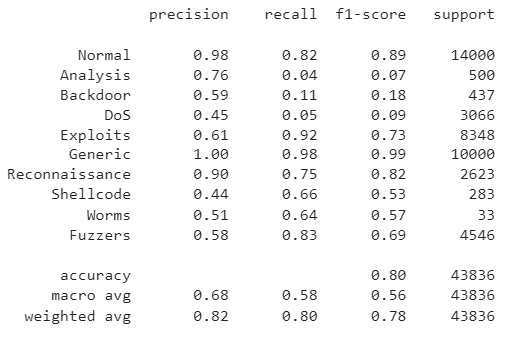 precision recall f1-score support
Normal 0.98 0.82 0.89 14000
Analysis 0.76 0.04 0.07 500
Backdoor 0.59 0.11 0.18 437
DoS 0.45 0.05 0.09 3066
Exploits 0.61 0.92 0.73 8348
Generic 1.00 0.98 0.99 10000
Reconnaissance 0.90 0.75 0.82 2623
Shellcode 0.44 0.66 0.53 283
Worms 0.51 0.64 0.57 33
Fuzzers 0.58 0.83 0.69 4546
accuracy 0.80 43836
macro avg 0.68 0.58 0.56 43836
weighted avg 0.82 0.80 0.78 43836